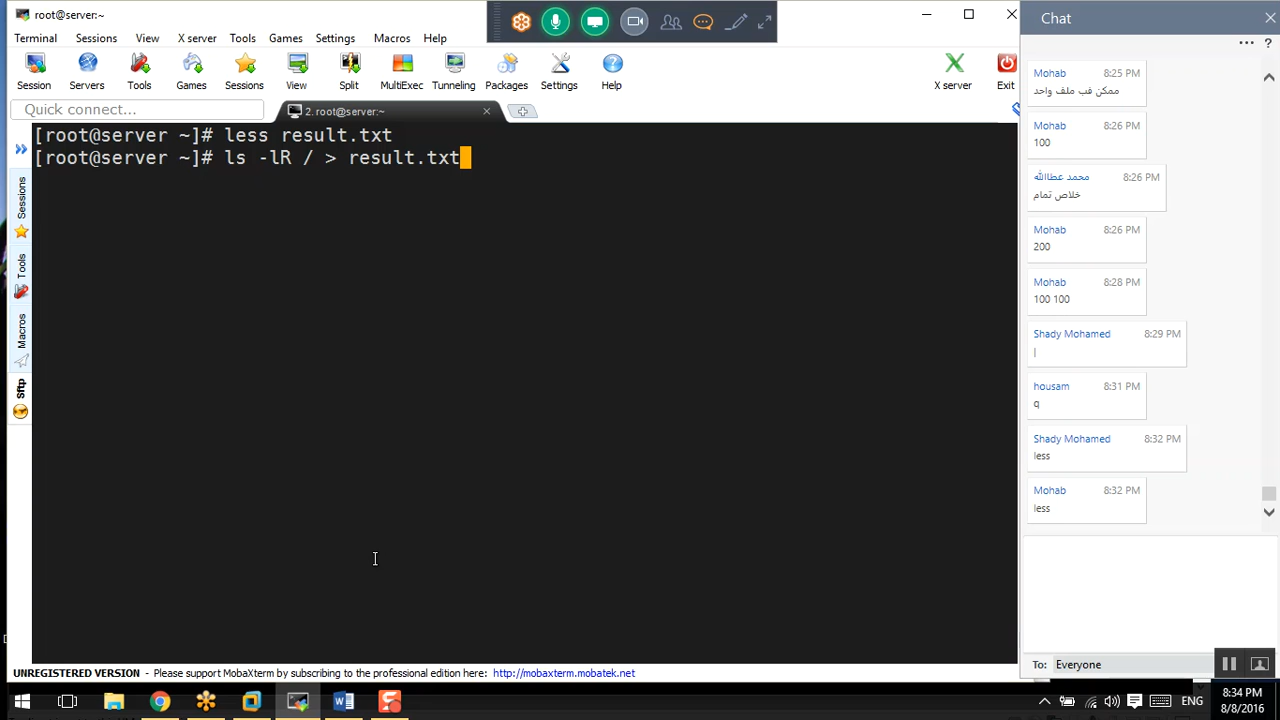 root@server:~
Terminal Sessions View X server Tools Games Settings Macros Help
Session Servers Tools Games Sessions View Split MultiExec Tunneling Packages Settings Help X server Exit
Quick connect...
2. root@server:~
[root@server ~]# less result.txt
[root@server ~]# ls -lR / > result.txt
Sessions
Tools
Macros
Sftp
UNREGISTERED VERSION - Please support MobaXterm by subscribing to the professional edition here: http://mobaxterm.mobatek.net
Chat
Mohab 8:25 PM
ممكن فب ملف واحد
Mohab 8:26 PM
100
محمد عطاالله 8:26 PM
خلاص تمام
Mohab 8:26 PM
200
Mohab 8:28 PM
100 100
Shady Mohamed 8:29 PM
l
housam 8:31 PM
q
Shady Mohamed 8:32 PM
less
Mohab 8:32 PM
less
To: Everyone
ENG
8:34 PM
8/8/2016